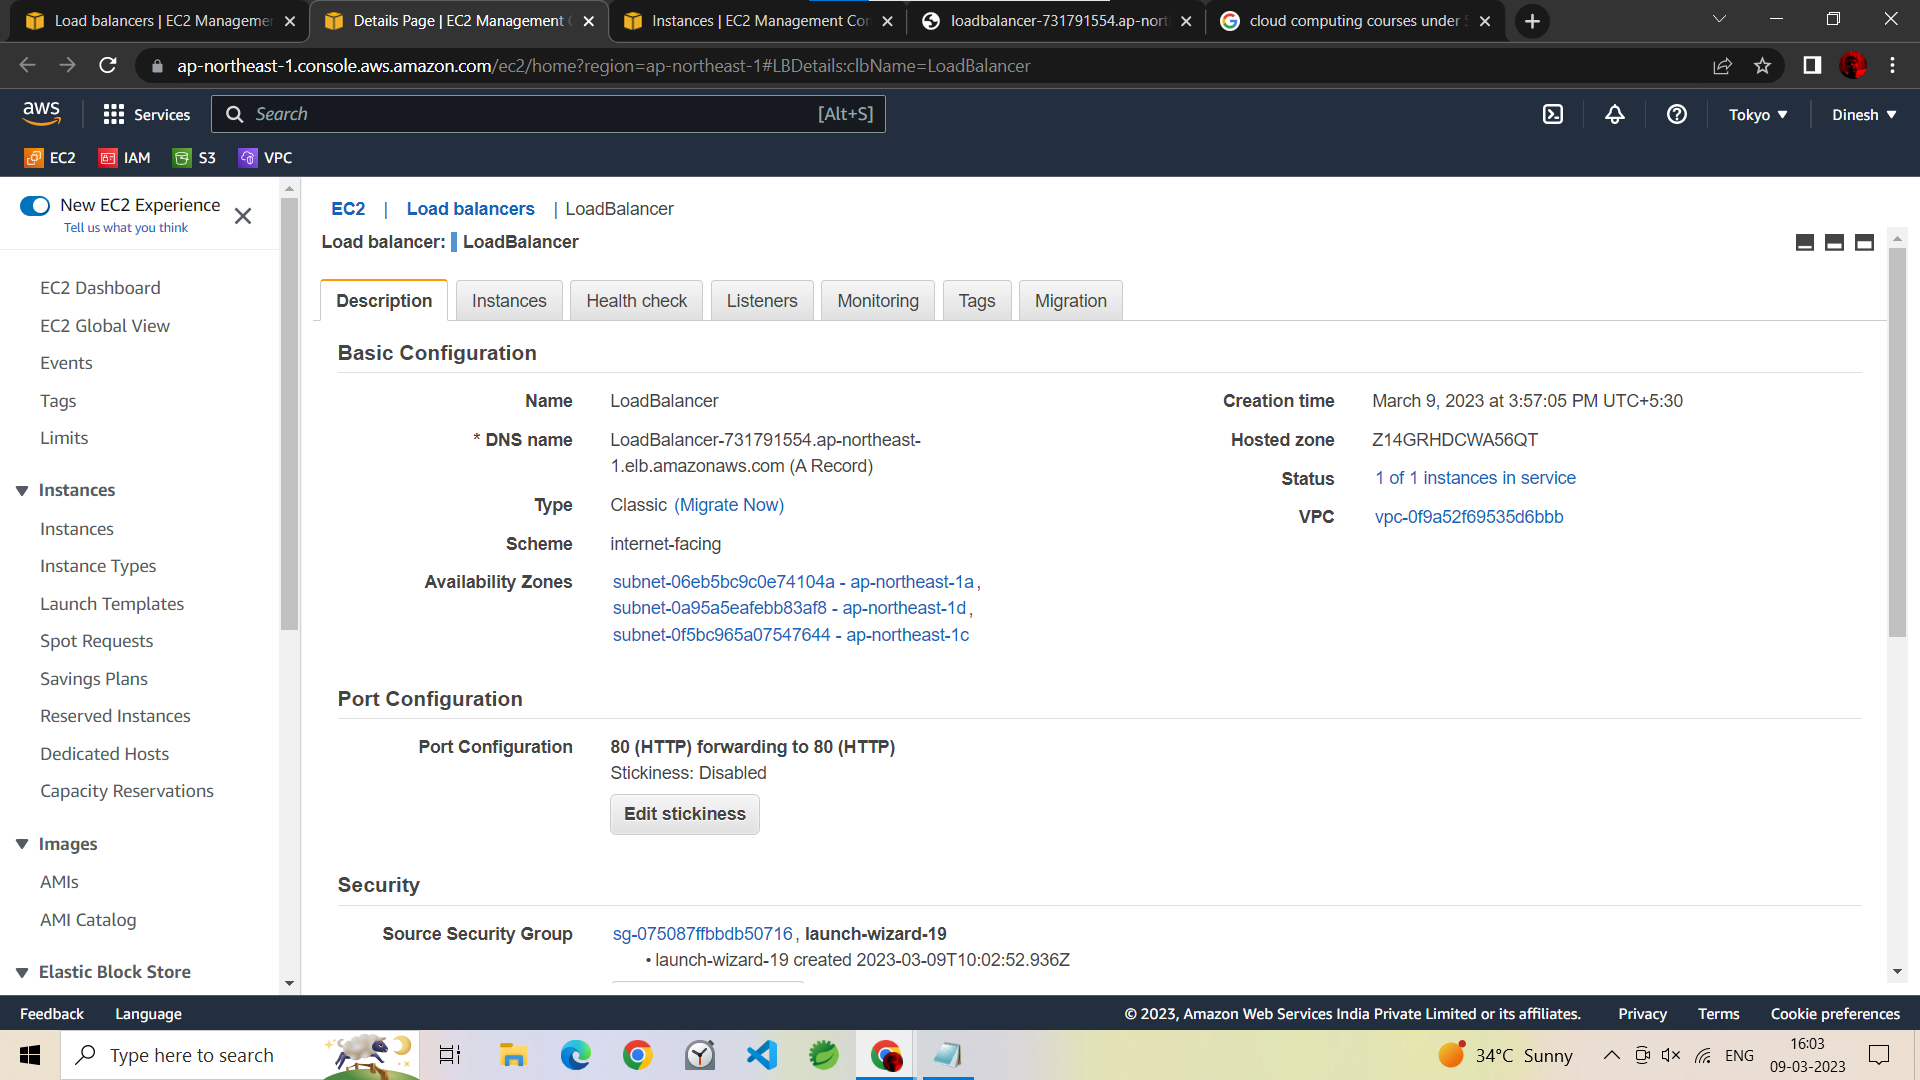 Load balancers | EC2 Managemen
Details Page | EC2 Management C
Instances | EC2 Management Con
loadbalancer-731791554.ap-north
cloud computing courses under 5
ap-northeast-1.console.aws.amazon.com/ec2/home?region=ap-northeast-1#LBDetails:clbName=LoadBalancer
aws
Services
Search
[Alt+S]
Tokyo
Dinesh
EC2
IAM
S3
VPC
New EC2 Experience
Tell us what you think
EC2 Dashboard
EC2 Global View
Events
Tags
Limits
Instances
Instances
Instance Types
Launch Templates
Spot Requests
Savings Plans
Reserved Instances
Dedicated Hosts
Capacity Reservations
Images
AMIs
AMI Catalog
Elastic Block Store
EC2 | Load balancers | LoadBalancer
Load balancer: LoadBalancer
Description
Instances
Health check
Listeners
Monitoring
Tags
Migration
Basic Configuration
Name LoadBalancer
* DNS name LoadBalancer-731791554.ap-northeast-
1.elb.amazonaws.com (A Record)
Type Classic (Migrate Now)
Scheme internet-facing
Availability Zones subnet-06eb5bc9c0e74104a - ap-northeast-1a,
subnet-0a95a5eafebb83af8 - ap-northeast-1d,
subnet-0f5bc965a07547644 - ap-northeast-1c
Creation time March 9, 2023 at 3:57:05 PM UTC+5:30
Hosted zone Z14GRHDCWA56QT
Status 1 of 1 instances in service
VPC vpc-0f9a52f69535d6bbb
Port Configuration
Port Configuration 80 (HTTP) forwarding to 80 (HTTP)
Stickiness: Disabled
Edit stickiness
Security
Source Security Group sg-075087ffbbdb50716, launch-wizard-19
• launch-wizard-19 created 2023-03-09T10:02:52.936Z
Feedback
Language
© 2023, Amazon Web Services India Private Limited or its affiliates.
Privacy
Terms
Cookie preferences
Type here to search
34°C Sunny
ENG
16:03
09-03-2023